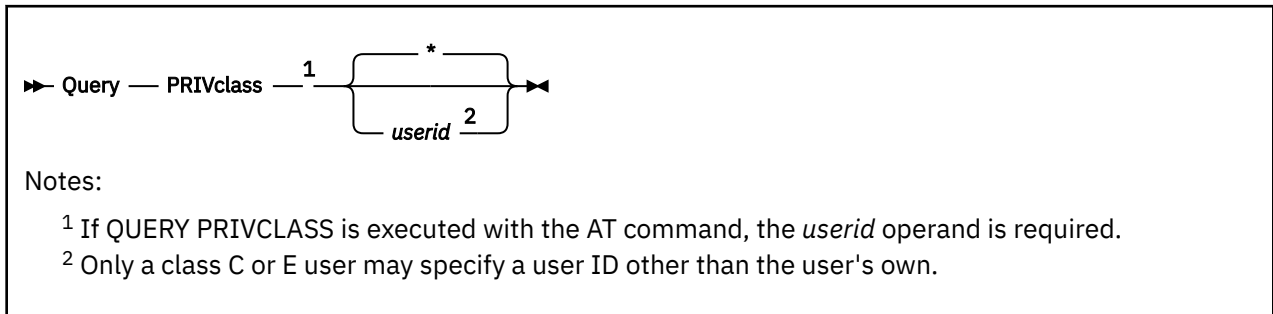 *
Query PRIVclass 1
userid 2
Notes:
1 If QUERY PRIVCLASS is executed with the AT command, the userid operand is required.
2 Only a class C or E user may specify a user ID other than the user's own.